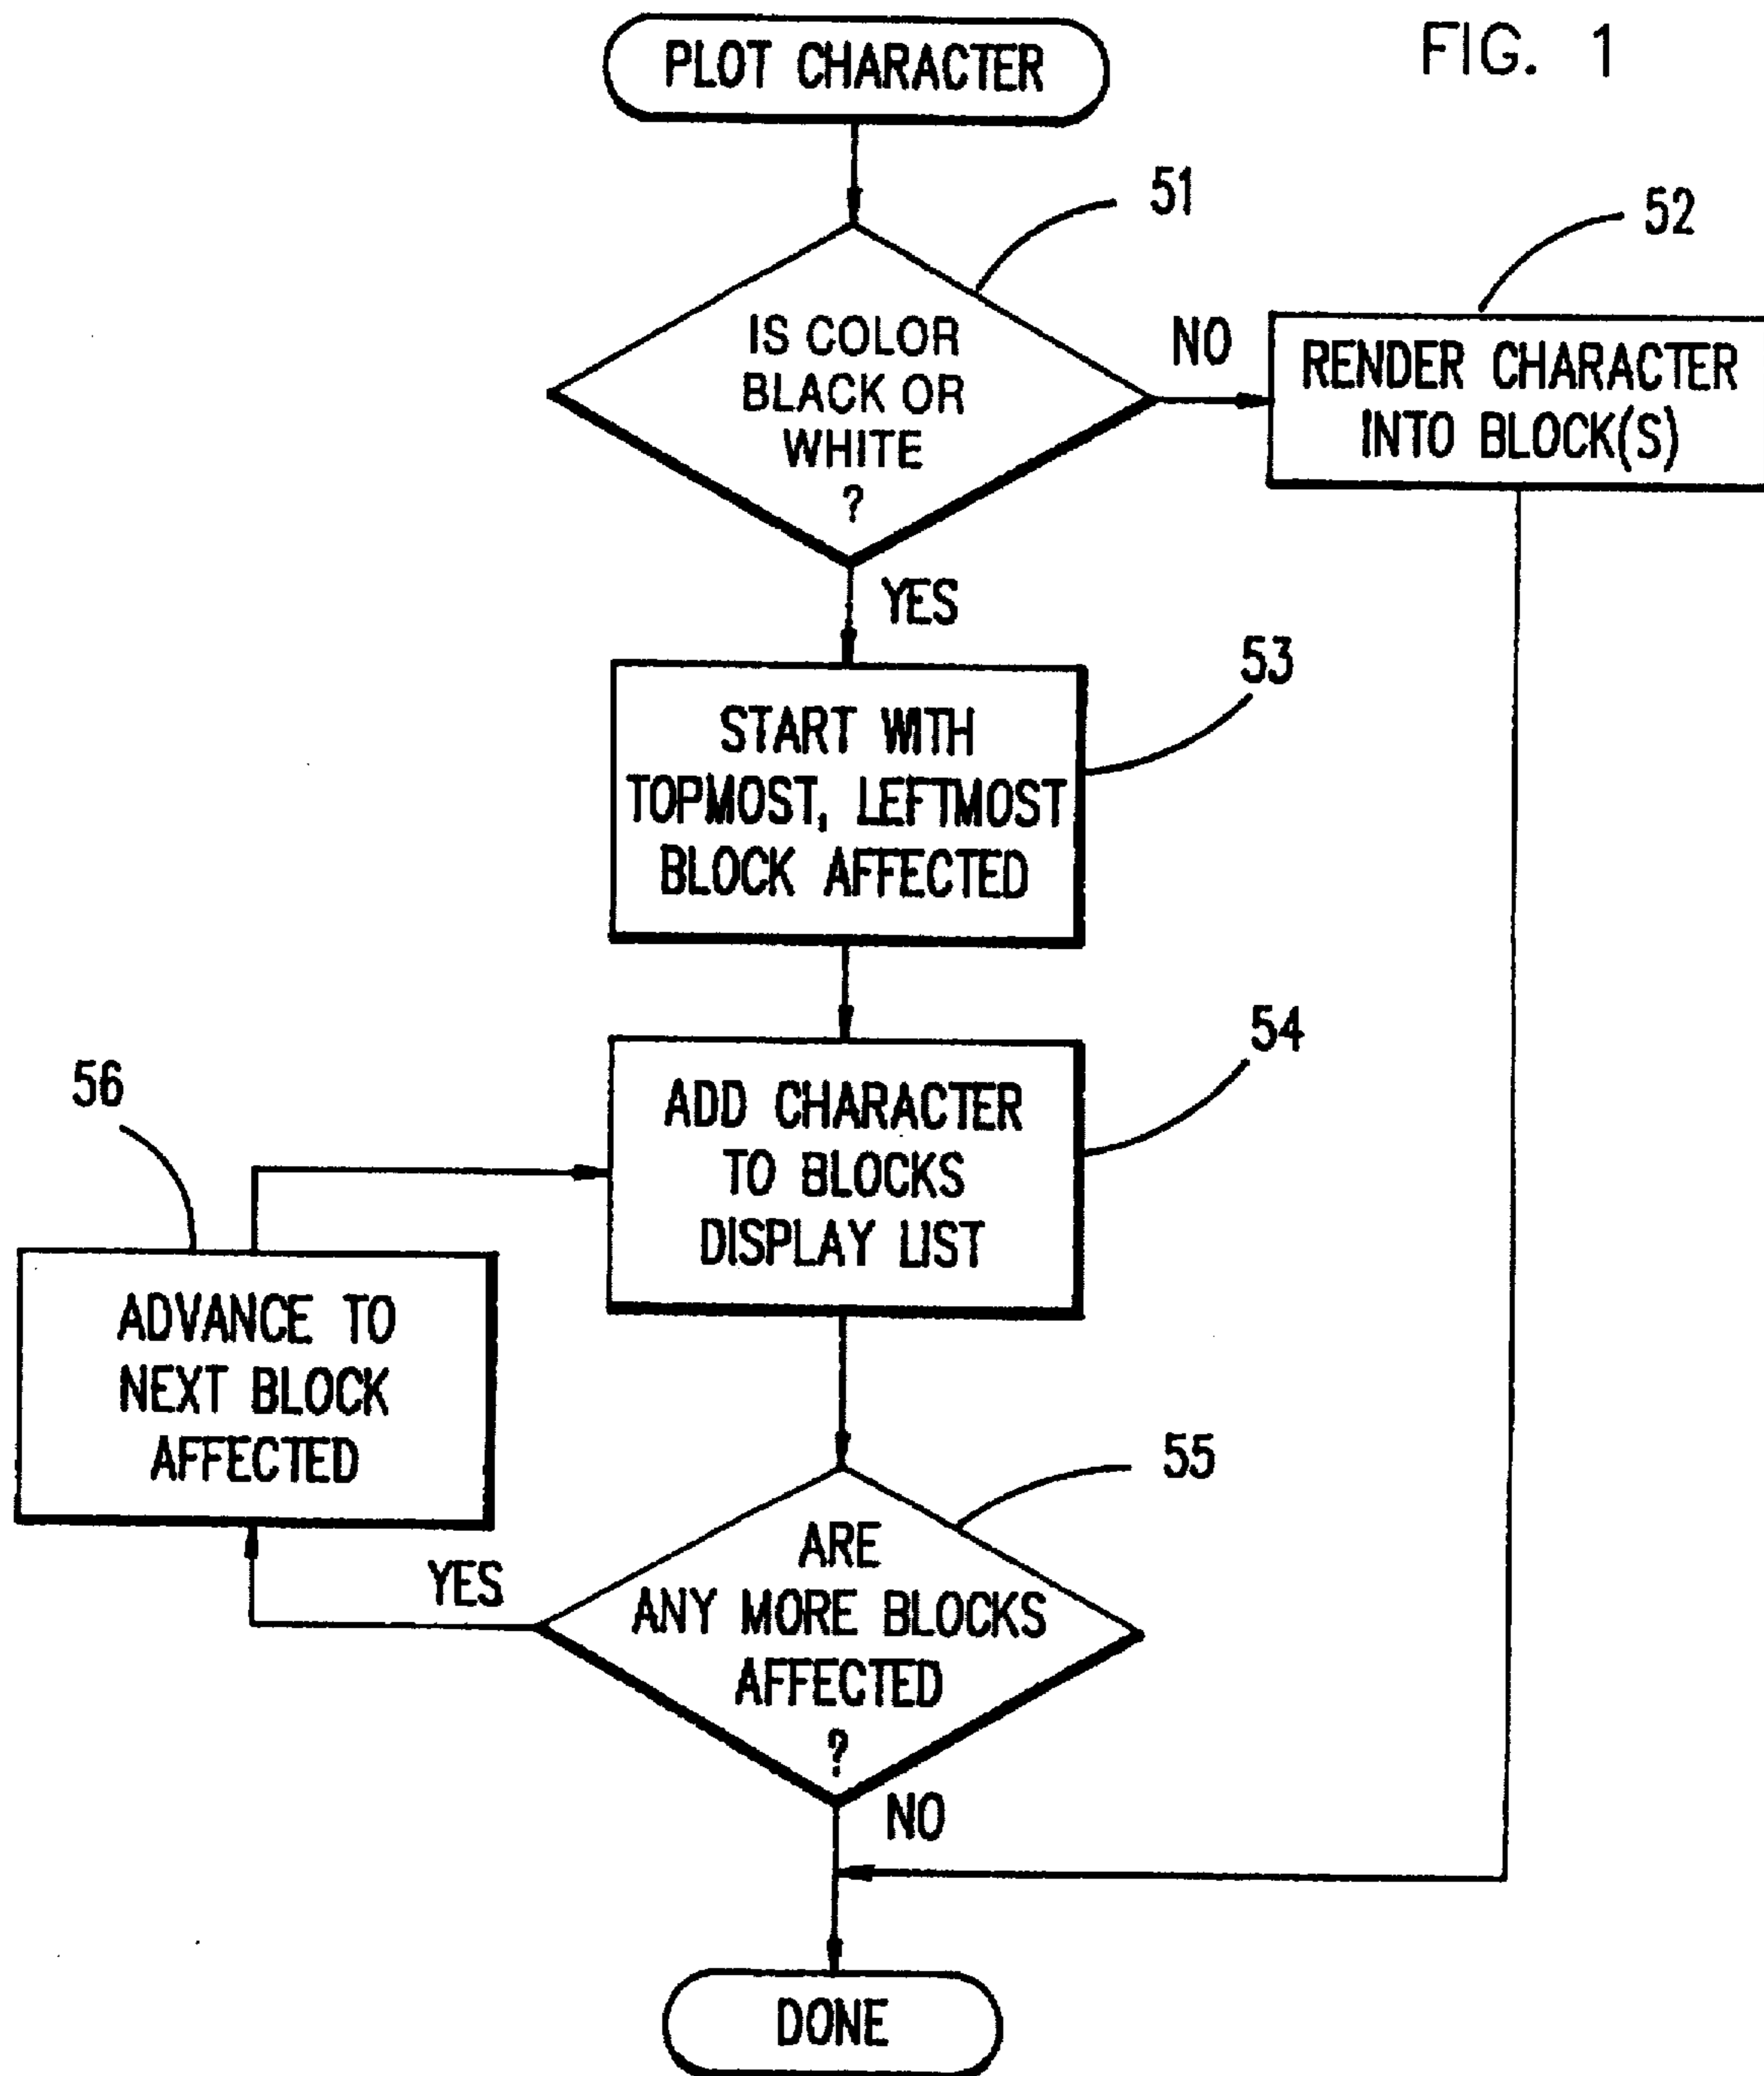 FIG. 1
PLOT CHARACTER
51
IS COLOR
BLACK OR
WHITE
?
NO
52
RENDER CHARACTER
INTO BLOCK(S)
YES
53
START WITH
TOPMOST, LEFTMOST
BLOCK AFFECTED
54
ADD CHARACTER
TO BLOCKS
DISPLAY LIST
56
ADVANCE TO
NEXT BLOCK
AFFECTED
55
ARE
ANY MORE BLOCKS
AFFECTED
?
YES
NO
DONE